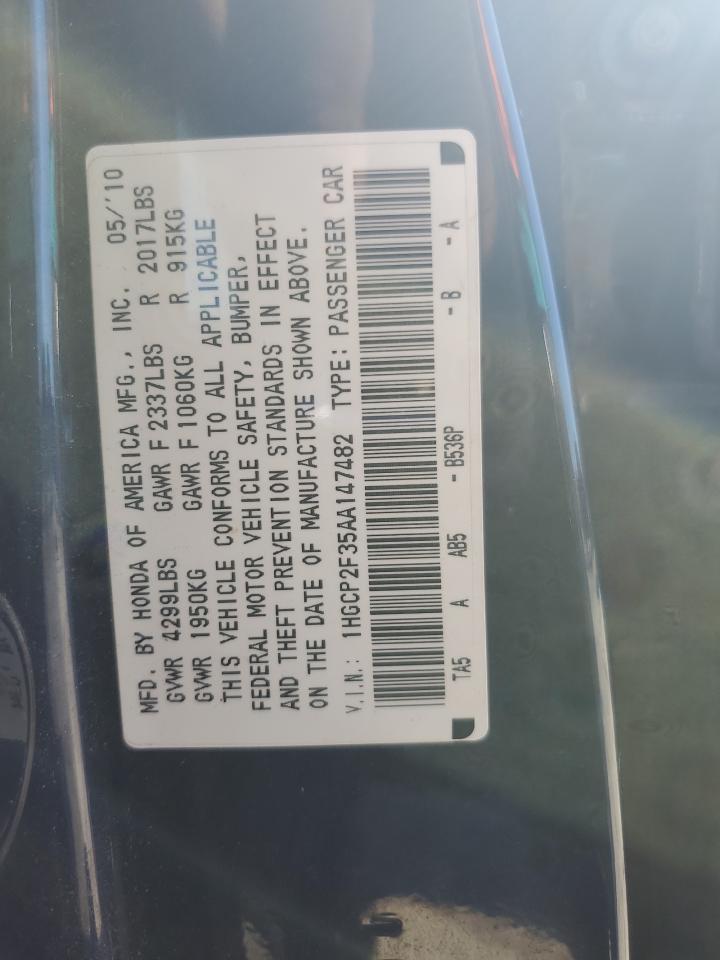 MFD. BY HONDA OF AMERICA MFG., INC. 05/'10
GVWR 4299LBS GAWR F 2337LBS R 2017LBS
GVWR 1950KG GAWR F 1060KG R 915KG
THIS VEHICLE CONFORMS TO ALL APPLICABLE
FEDERAL MOTOR VEHICLE SAFETY, BUMPER,
AND THEFT PREVENTION STANDARDS IN EFFECT
ON THE DATE OF MANUFACTURE SHOWN ABOVE.
V.I.N.: 1HGCP2F35AA147482 TYPE: PASSENGER CAR
TA5 A AB5 - B536P - B - A